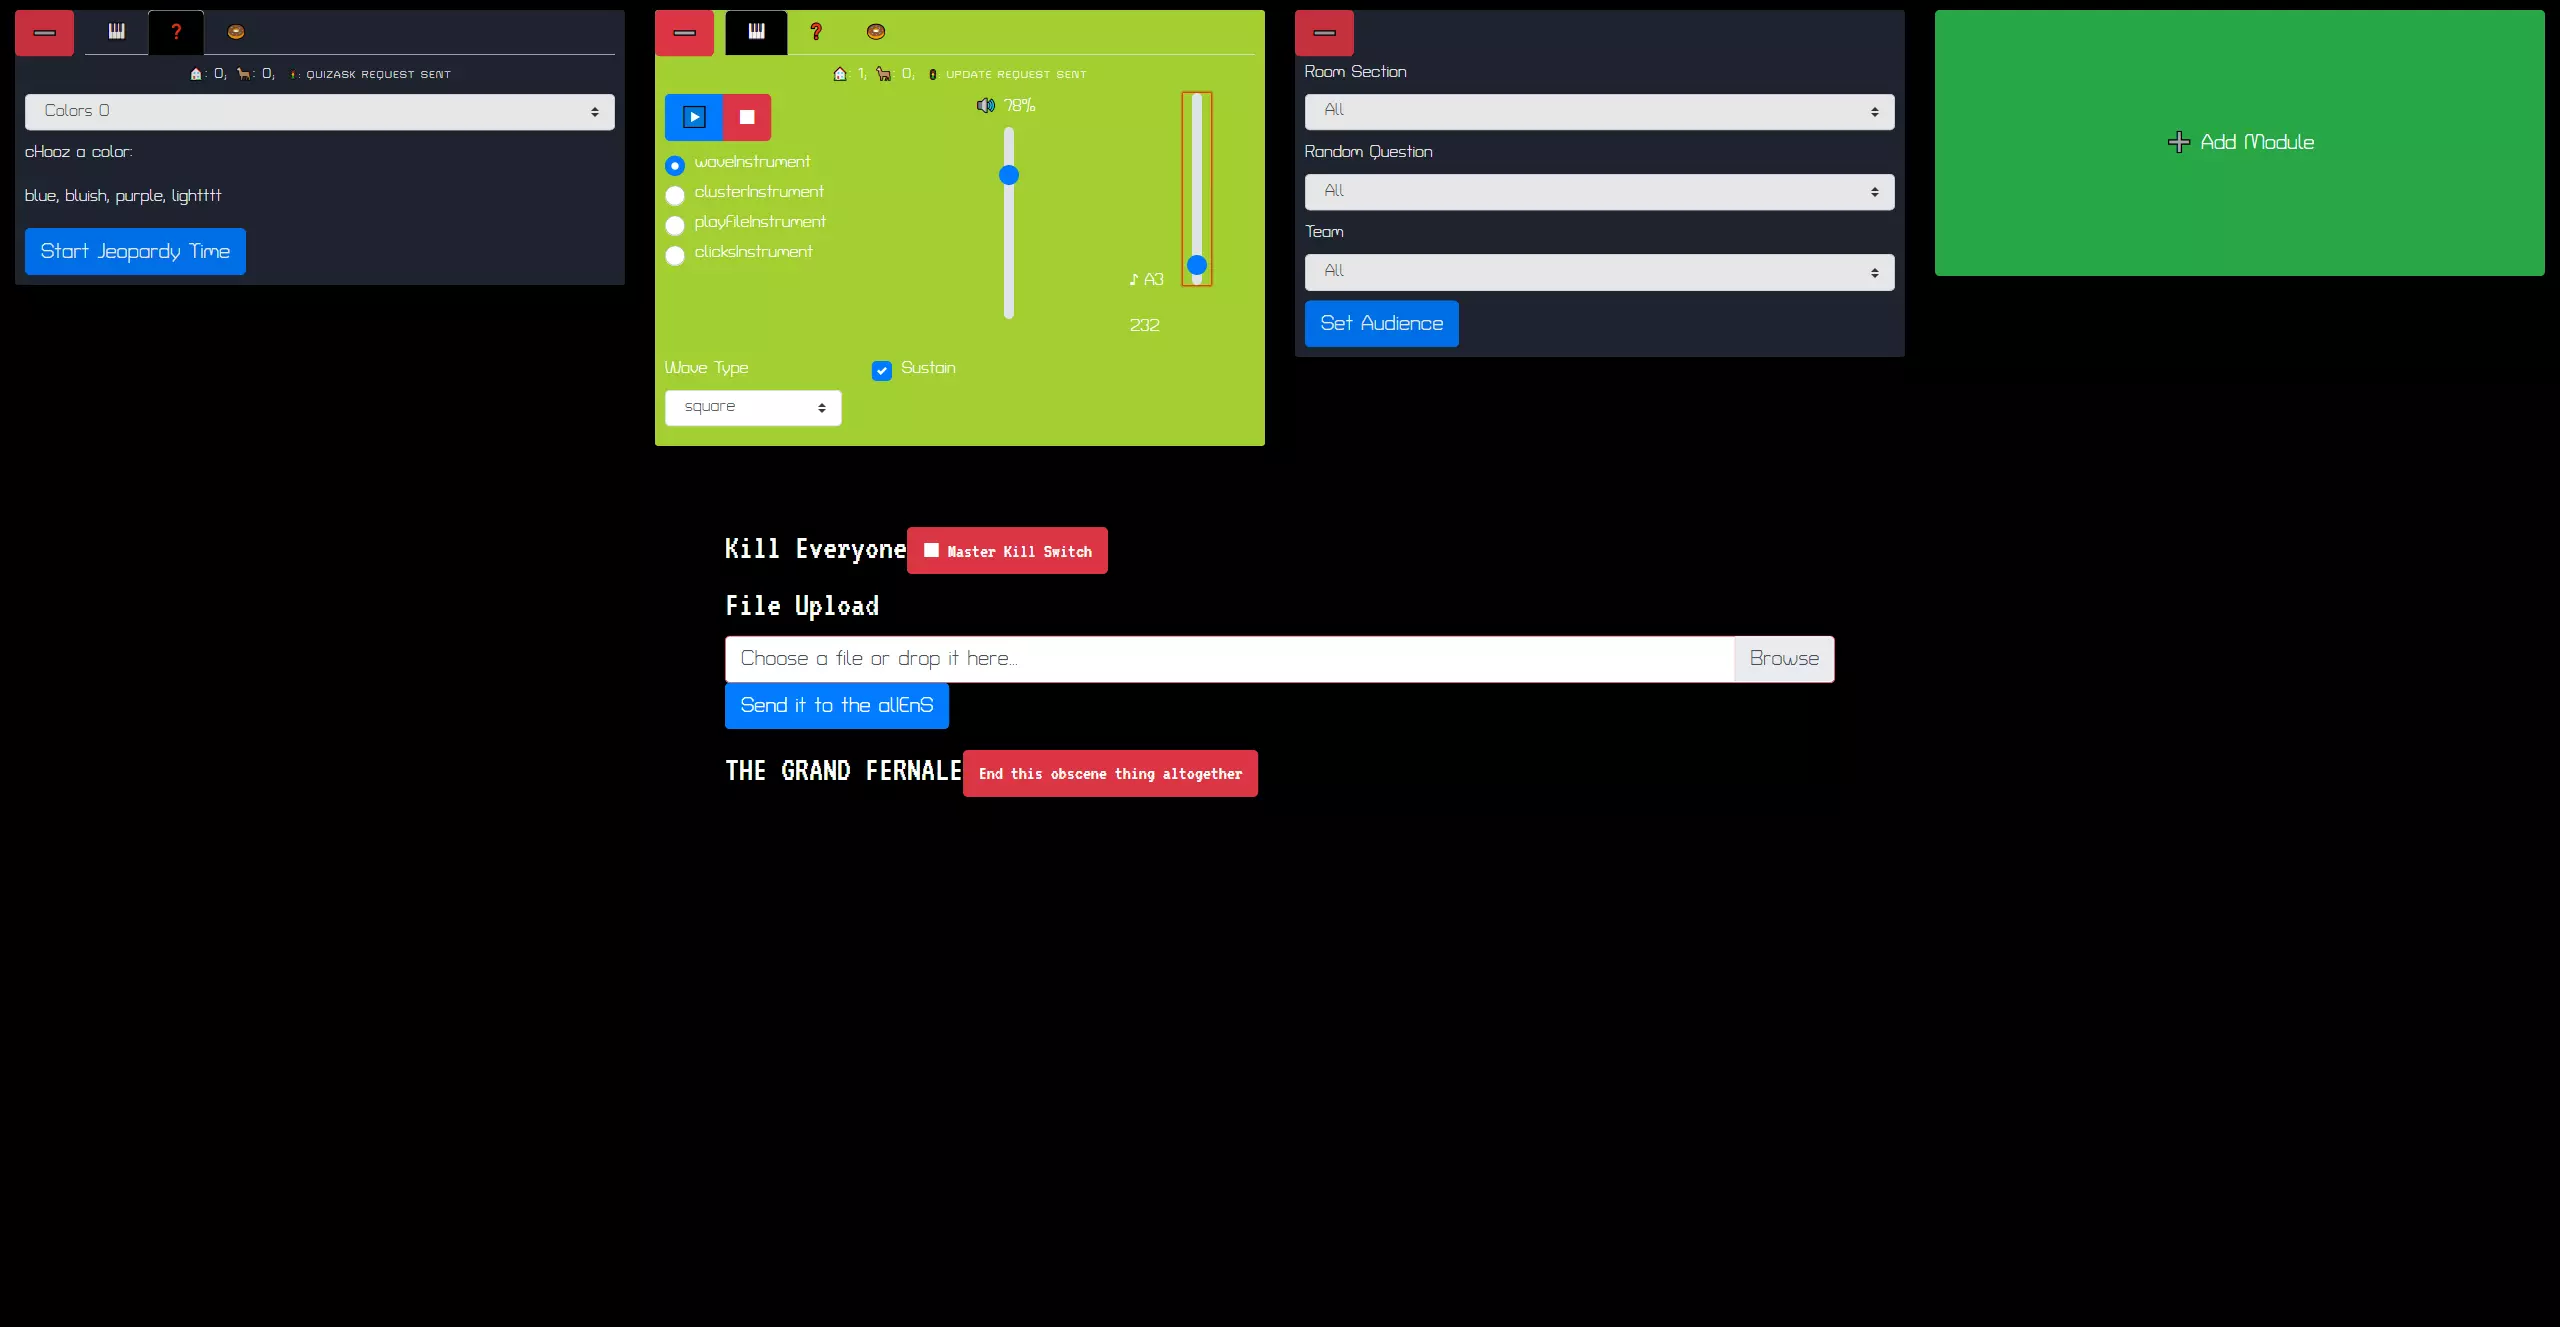 : 0, : 0, : QUIZASK REQUEST SENT
Colors 0
cHooz a color:
blue, bluish, purple, lightttt
Start Jeopardy Time
: 1, : 0, : UPDATE REQUEST SENT
78%
waveInstrument
clusterInstrument
playFileInstrument
clicksInstrument
♪ A3
232
Wave Type
Sustain
square
Room Section
All
Random Question
All
Team
All
Set Audience
Add Module
Kill Everyone Master Kill Switch
File Upload
Choose a file or drop it here... Browse
Send it to the alIEnS
THE GRAND FERNALE End this obscene thing altogether